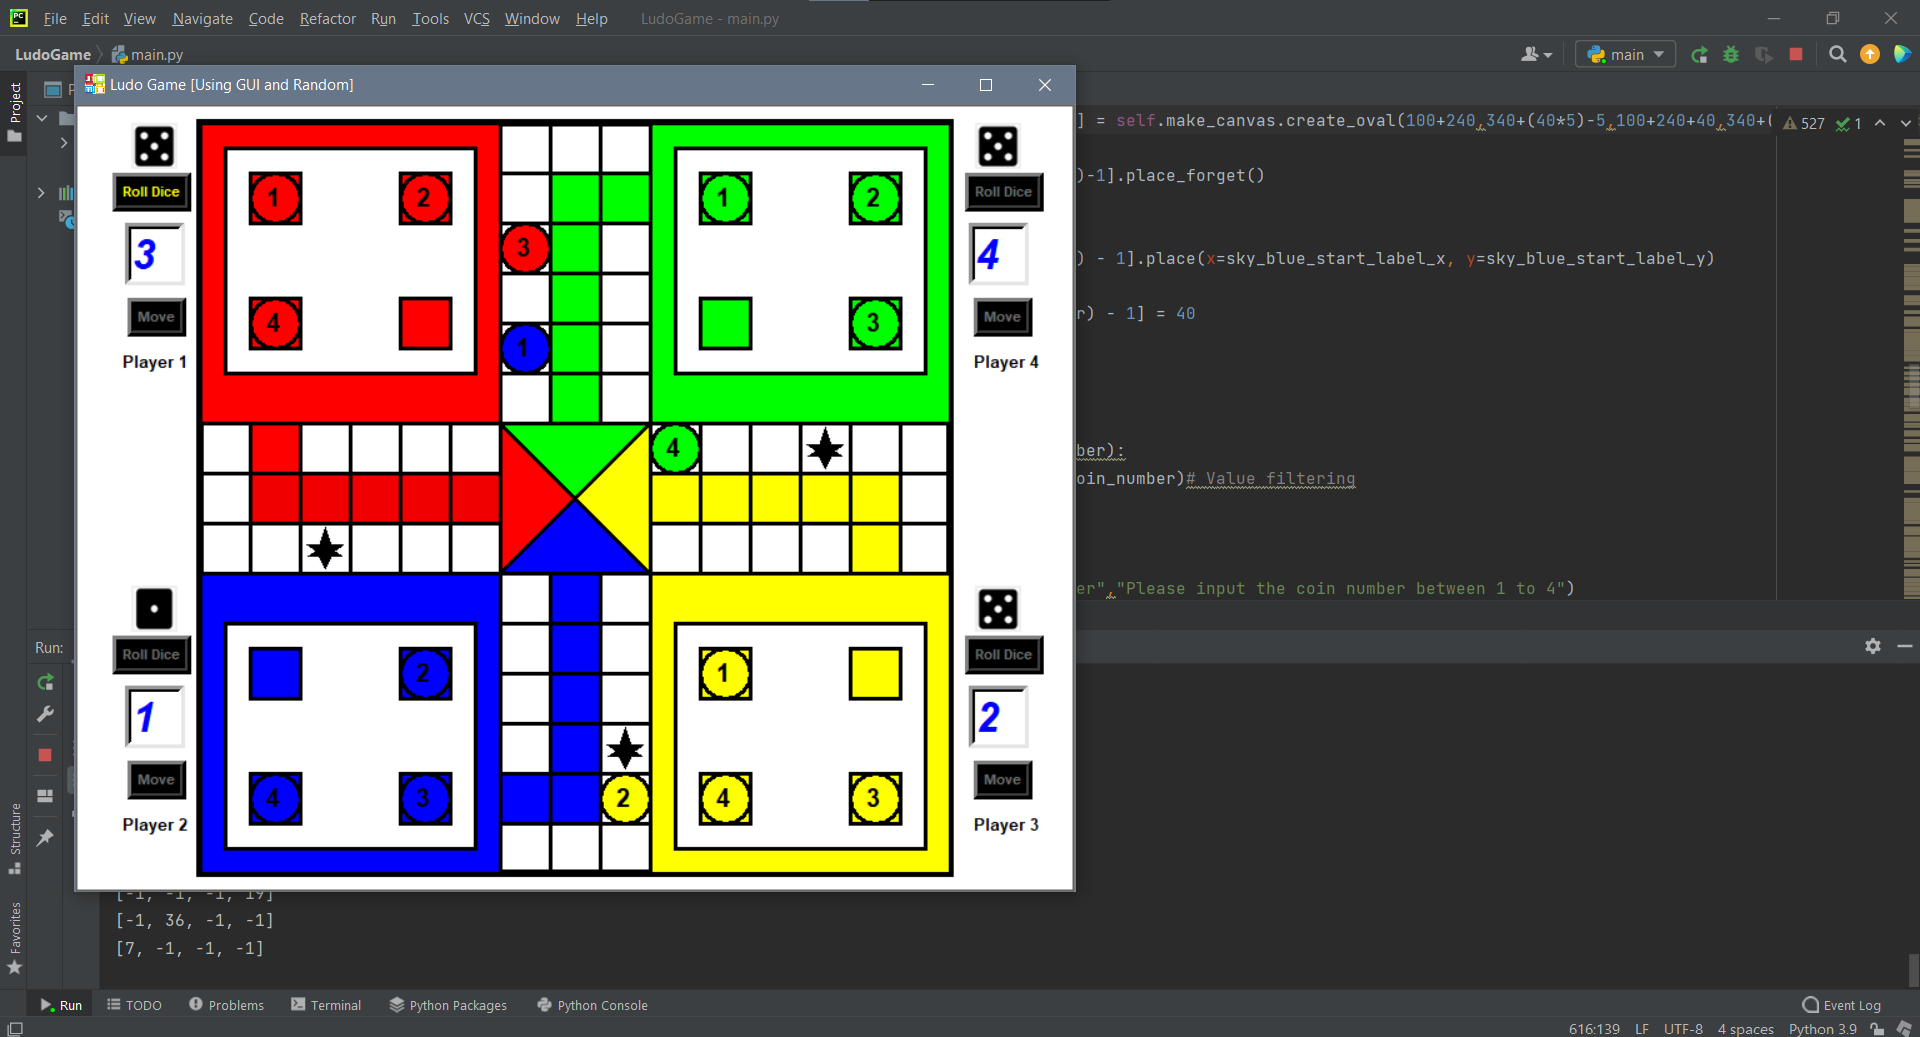 PC
File Edit View Navigate Code Refactor Run Tools VCS Window Help LudoGame - main.py
LudoGame main.py
main
Project
Ludo Game [Using GUI and Random]
] = self.make_canvas.create_oval(100+240,340+(40*5)-5,100+240+40,340+(
527 1
)-1].place_forget()
) - 1].place(x=sky_blue_start_label_x, y=sky_blue_start_label_y)
r) - 1] = 40
ber):
oin_number)# Value filtering
er","Please input the coin number between 1 to 4")
Roll Dice
3
Move
Player 1
1 2
4
3
1
1 2
3
4
Roll Dice
4
Move
Player 4
Roll Dice
1
Move
Player 2
2
4 3
2
1
4 3
Roll Dice
2
Move
Player 3
Run:
[-1, -1, -1, 19]
[-1, 36, -1, -1]
[7, -1, -1, -1]
Structure
Favorites
Run TODO Problems Terminal Python Packages Python Console Event Log
616:139 LF UTF-8 4 spaces Python 3.9